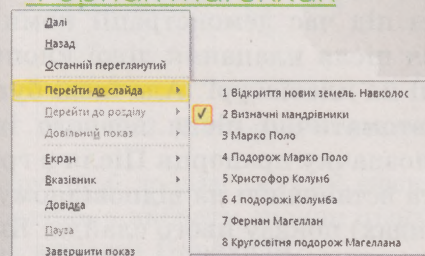 Фернан Магеллан
Далі
Назад
Останній переглянутий
Перейти до слайда
Перейти до розділу
Довільний показ
Екран
Вказівник
Довідка
Пауза
Завершити показ
1 Відкриття нових земель. Навколос
2 Визначні мандрівники
3 Марко Поло
4 Подорож Марко Поло
5 Христофор Колумб
6 4 подорожі Колумба
7 Фернан Магеллан
8 Кругосвітня подорож Магеллана